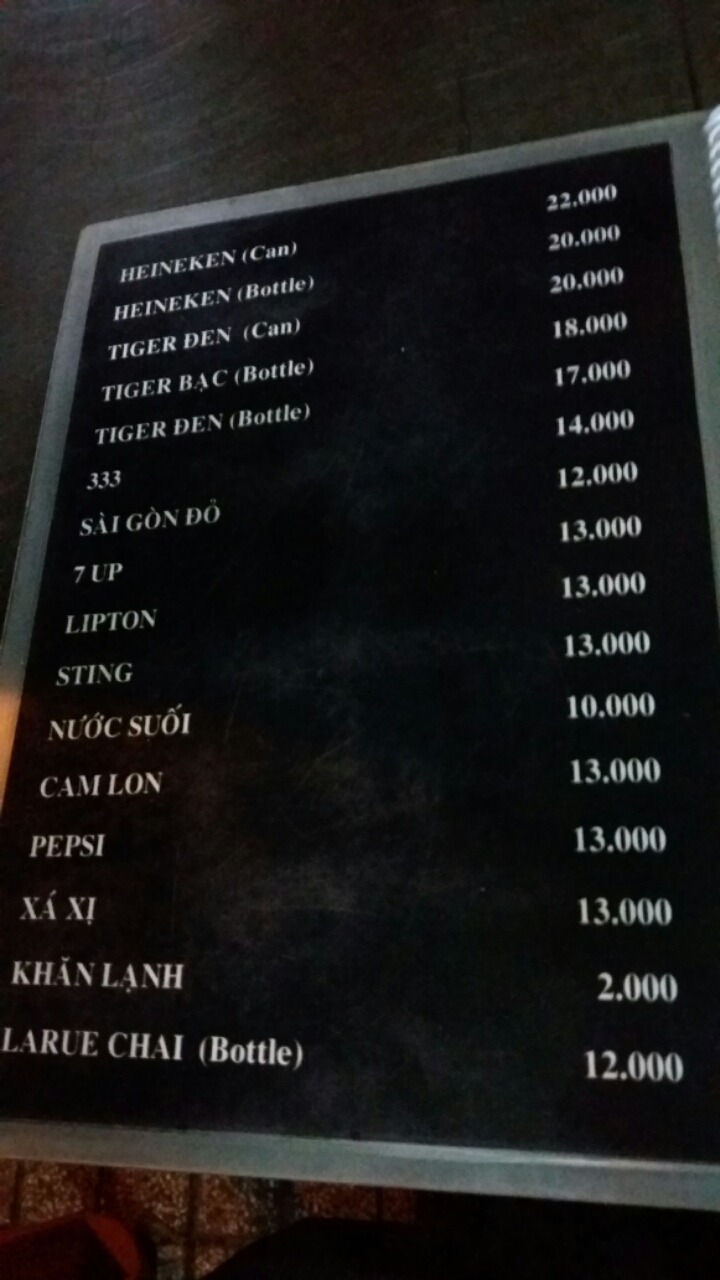 HEINEKEN (Can) 22.000
HEINEKEN (Bottle) 20.000
TIGER ĐEN (Can) 20.000
TIGER BẠC (Bottle) 18.000
TIGER ĐEN (Bottle) 17.000
333 14.000
SÀI GÒN ĐỎ 12.000
7 UP 13.000
LIPTON 13.000
STING 13.000
NƯỚC SUỐI 10.000
CAM LON 13.000
PEPSI 13.000
XÁ XỊ 13.000
KHĂN LẠNH 2.000
LARUE CHAI (Bottle) 12.000